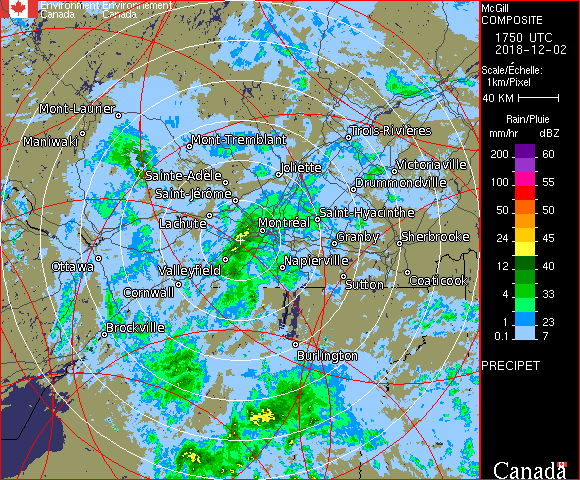 Environment Environnement
Canada Canada
McGill
COMPOSITE
1750 UTC
2018-12-02
Scale/Échelle:
1km/Pixel
40 KM
Rain/Pluie
mm/hr dBZ
200 60
100 55
50 50
24 45
12 40
4 33
1 23
0.1 7
PRECIPET
Canada
Mont-Laurier
Maniwaki
Mont-Tremblant
Trois-Rivières
Sainte-Adèle
Joliette
Victoriaville
Saint-Jérôme
Drummondville
Lachute
Montréal
Saint-Hyacinthe
Granby
Sherbrooke
Ottawa
Valleyfield
Napierville
Cornwall
Sutton
Coaticook
Brockville
Burlington